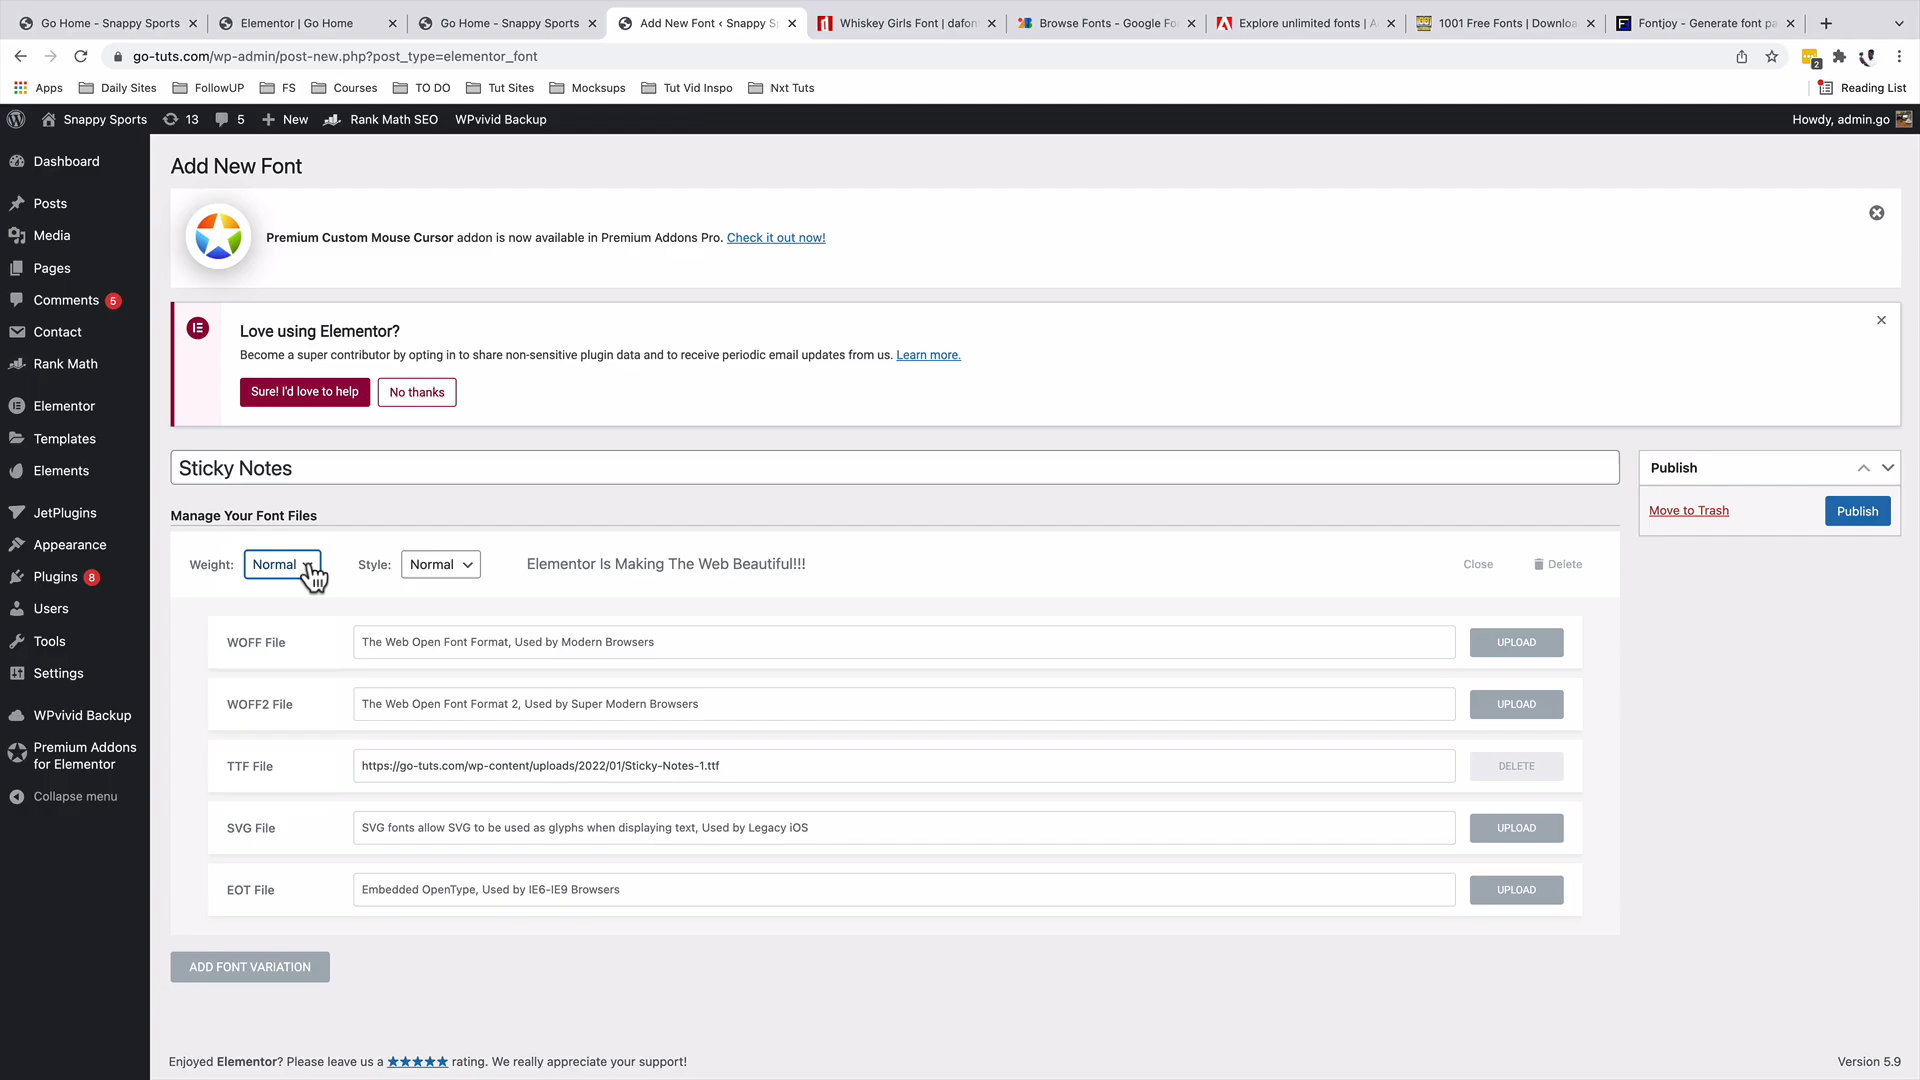 Go Home - Snappy Sports
Elementor | Go Home
Go Home - Snappy Sports
Add New Font ‹ Snappy S
Whiskey Girls Font | dafon
Browse Fonts - Google Fo
Explore unlimited fonts | A
1001 Free Fonts | Downloa
Fontjoy - Generate font pa
go-tuts.com/wp-admin/post-new.php?post_type=elementor_font
2
Apps
Daily Sites
FollowUP
FS
Courses
TO DO
Tut Sites
Mocksups
Tut Vid Inspo
Nxt Tuts
Reading List
Snappy Sports
13
5
New
Rank Math SEO
WPvivid Backup
Howdy, admin.go
Dashboard
Posts
Media
Pages
Comments 5
Contact
Rank Math
Elementor
Templates
Elements
JetPlugins
Appearance
Plugins 8
Users
Tools
Settings
WPvivid Backup
Premium Addons
for Elementor
Collapse menu
Add New Font
Premium Custom Mouse Cursor addon is now available in Premium Addons Pro. Check it out now!
Love using Elementor?
Become a super contributor by opting in to share non-sensitive plugin data and to receive periodic email updates from us. Learn more.
Sure! I'd love to help
No thanks
Sticky Notes
Publish
Move to Trash
Publish
Manage Your Font Files
Weight: Normal
Style: Normal
Elementor Is Making The Web Beautiful!!!
Close
Delete
WOFF File
The Web Open Font Format, Used by Modern Browsers
UPLOAD
WOFF2 File
The Web Open Font Format 2, Used by Super Modern Browsers
UPLOAD
TTF File
https://go-tuts.com/wp-content/uploads/2022/01/Sticky-Notes-1.ttf
DELETE
SVG File
SVG fonts allow SVG to be used as glyphs when displaying text, Used by Legacy iOS
UPLOAD
EOT File
Embedded OpenType, Used by IE6-IE9 Browsers
UPLOAD
ADD FONT VARIATION
Enjoyed Elementor? Please leave us a ★★★★★ rating. We really appreciate your support!
Version 5.9